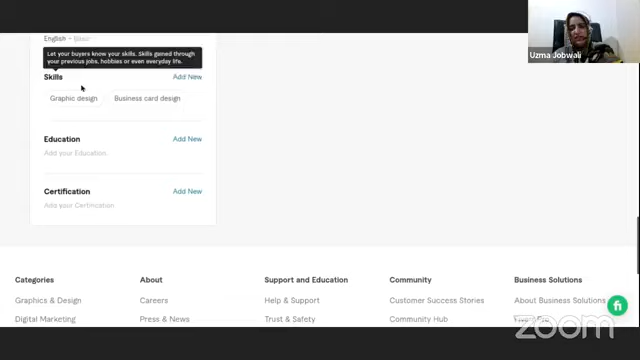 English - Basic
Let your buyers know your skills. Skills gained through
your previous jobs, hobbies or even everyday life.
Skills
Add New
Graphic design
Business card design
Education
Add New
Add your Education.
Certification
Add New
Add your Certification
Uzma Jobwali
Categories
About
Support and Education
Community
Business Solutions
Graphics & Design
Careers
Help & Support
Customer Success Stories
About Business Solutions
Digital Marketing
Press & News
Trust & Safety
Community Hub
fi
zoom